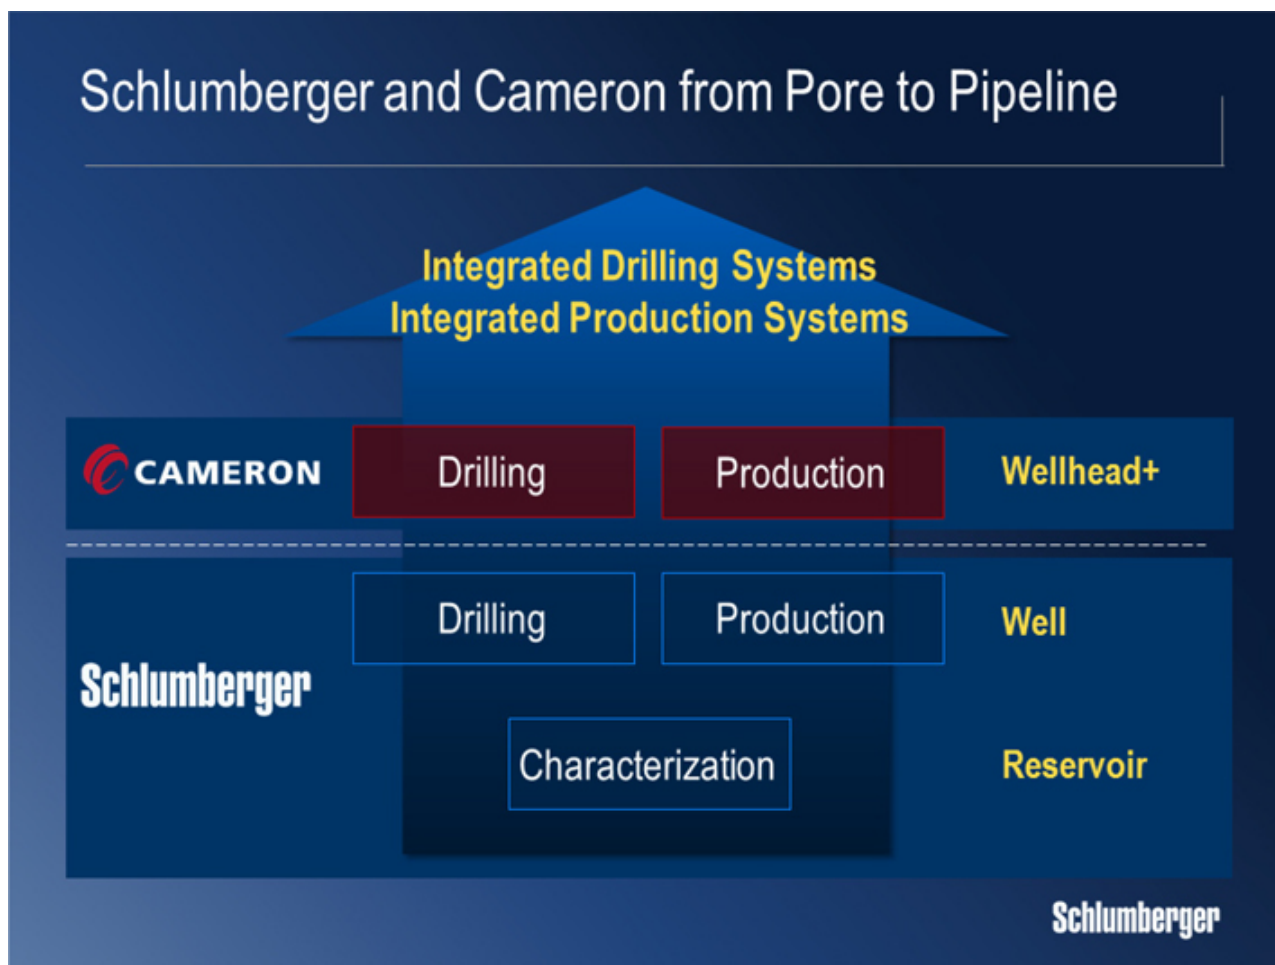 Schlumberger and Cameron from Pore to Pipeline
Integrated Drilling Systems
Integrated Production Systems
CAMERON
Drilling
Production
Wellhead+
Drilling
Production
Well
Schlumberger
Characterization
Reservoir
Schlumberger